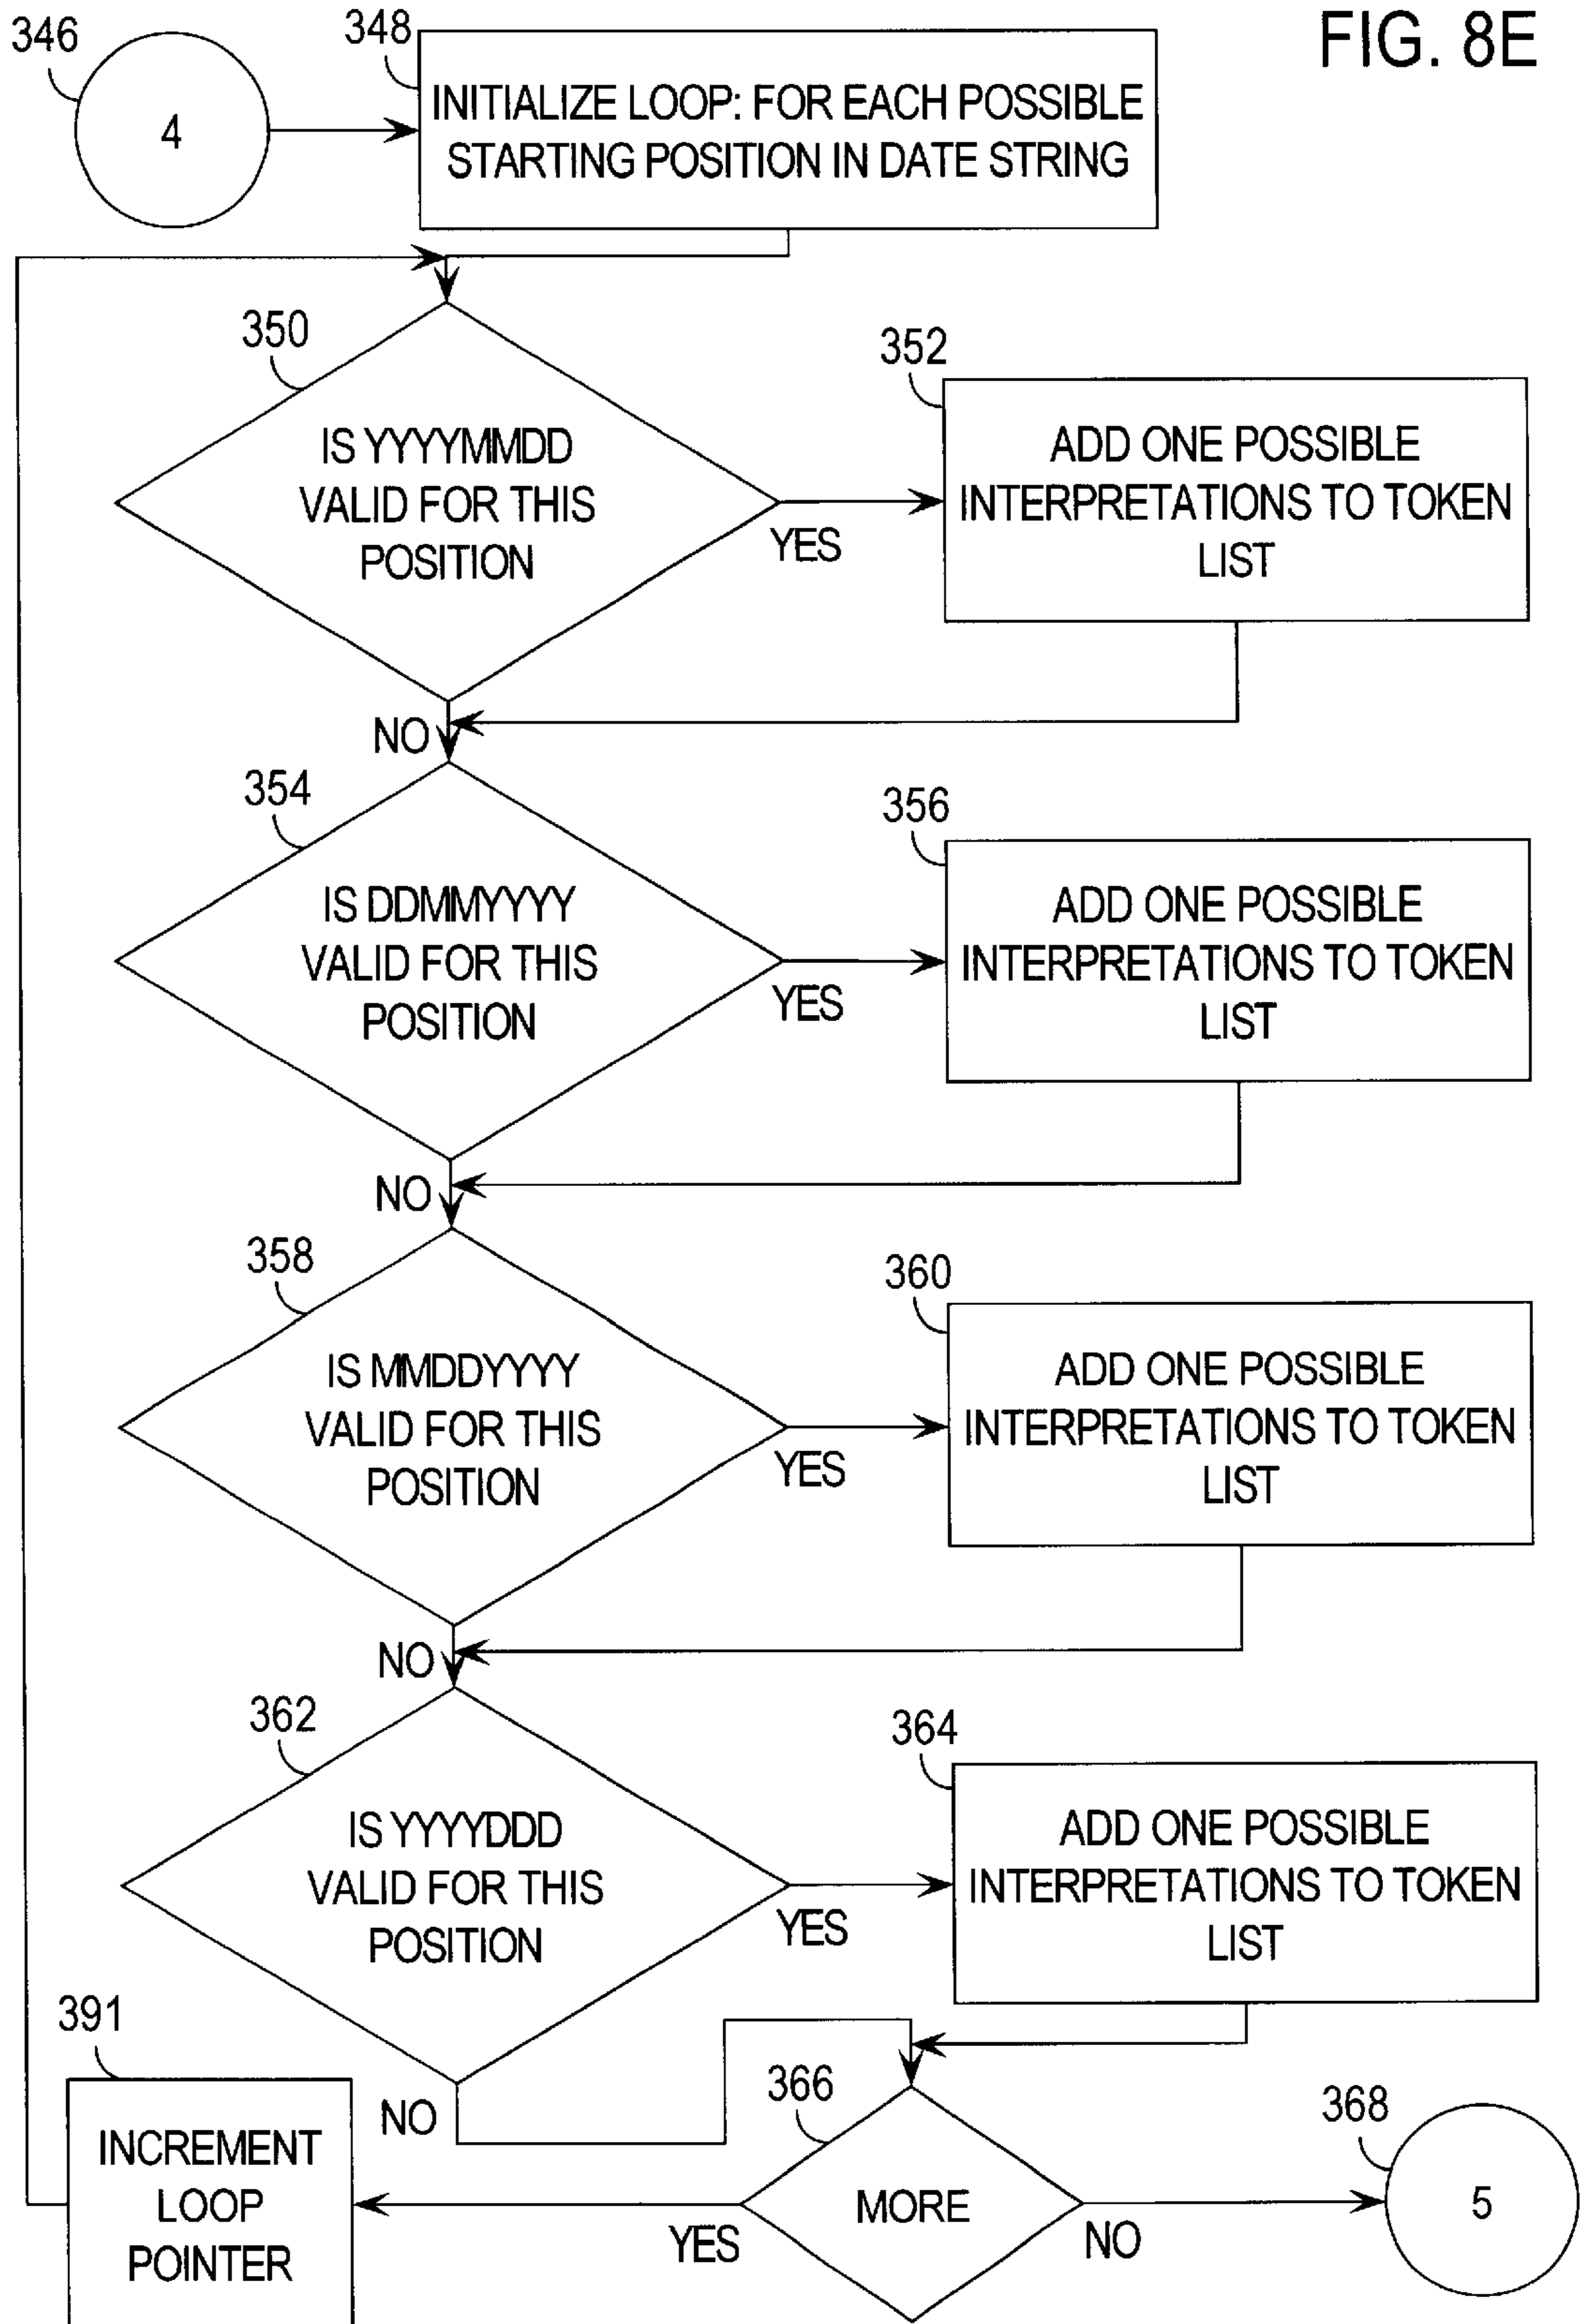 FIG. 8E
346
4
348
INITIALIZE LOOP: FOR EACH POSSIBLE
STARTING POSITION IN DATE STRING
350
IS YYYYMMDD
VALID FOR THIS
POSITION
YES
NO
352
ADD ONE POSSIBLE
INTERPRETATIONS TO TOKEN
LIST
354
IS DDMMYYYY
VALID FOR THIS
POSITION
YES
NO
356
ADD ONE POSSIBLE
INTERPRETATIONS TO TOKEN
LIST
358
IS MMDDYYYY
VALID FOR THIS
POSITION
YES
NO
360
ADD ONE POSSIBLE
INTERPRETATIONS TO TOKEN
LIST
362
IS YYYYDDD
VALID FOR THIS
POSITION
YES
NO
364
ADD ONE POSSIBLE
INTERPRETATIONS TO TOKEN
LIST
366
MORE
YES
NO
391
INCREMENT
LOOP
POINTER
368
5